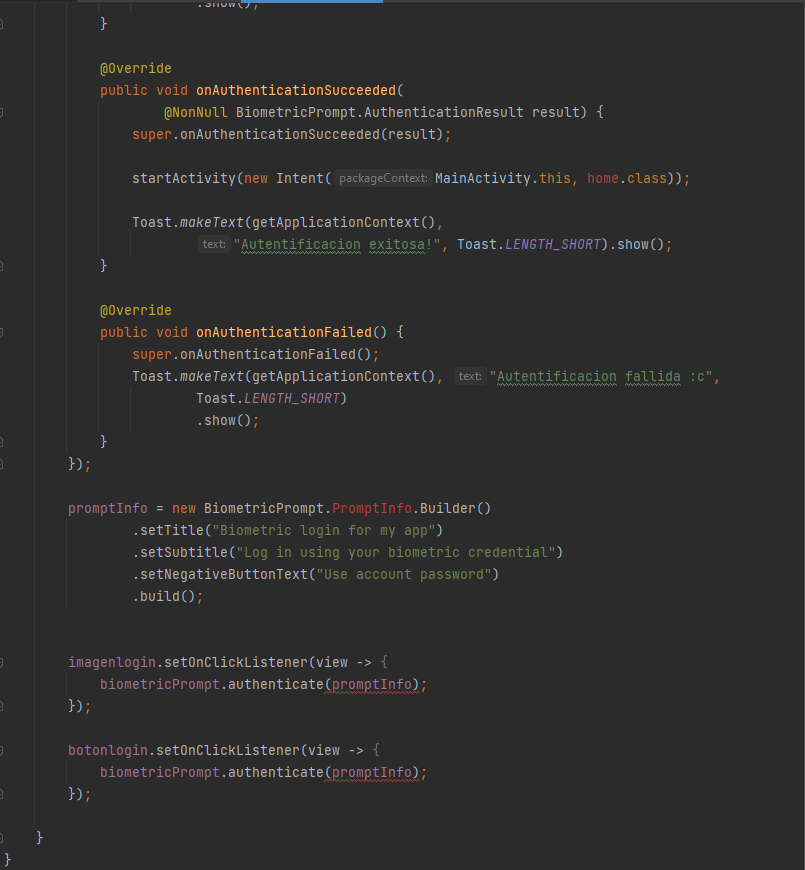 .show();
}
@Override
public void onAuthenticationSucceeded(
@NonNull BiometricPrompt.AuthenticationResult result) {
super.onAuthenticationSucceeded(result);
startActivity(new Intent( packageContext: MainActivity.this, home.class));
Toast.makeText(getApplicationContext(),
text: "Autentificacion exitosa!", Toast.LENGTH_SHORT).show();
}
@Override
public void onAuthenticationFailed() {
super.onAuthenticationFailed();
Toast.makeText(getApplicationContext(), text: "Autentificacion fallida :c",
Toast.LENGTH_SHORT)
.show();
}
});
promptInfo = new BiometricPrompt.PromptInfo.Builder()
.setTitle("Biometric login for my app")
.setSubtitle("Log in using your biometric credential")
.setNegativeButtonText("Use account password")
.build();
imagenlogin.setOnClickListener(view -> {
biometricPrompt.authenticate(promptInfo);
});
botonlogin.setOnClickListener(view -> {
biometricPrompt.authenticate(promptInfo);
});
}
}